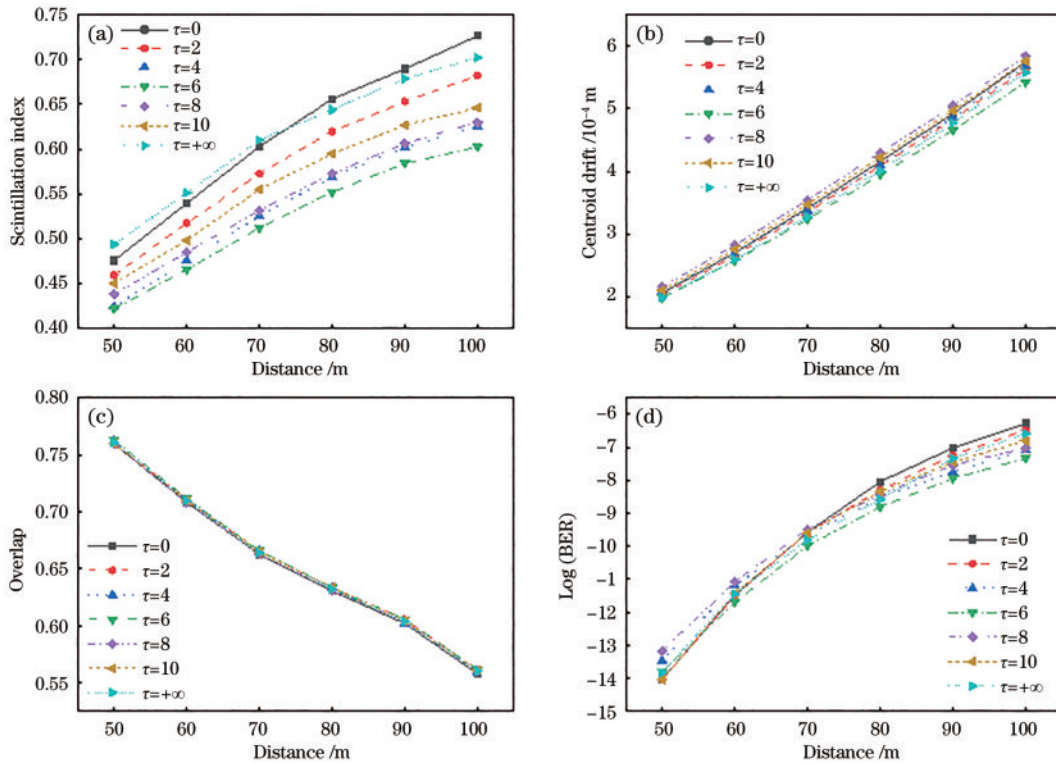 (a)
Scintillation index
0.75
0.70
0.65
0.60
0.55
0.50
0.45
0.40
τ=0
τ=2
τ=4
τ=6
τ=8
τ=10
τ=+∞
50 60 70 80 90 100
Distance /m
(b)
Centroid drift /10⁻⁴ m
6
5
4
3
2
τ=0
τ=2
τ=4
τ=6
τ=8
τ=10
τ=+∞
50 60 70 80 90 100
Distance /m
(c)
Overlap
0.80
0.75
0.70
0.65
0.60
0.55
τ=0
τ=2
τ=4
τ=6
τ=8
τ=10
τ=+∞
50 60 70 80 90 100
Distance /m
(d)
Log (BER)
−6
−7
−8
−9
−10
−11
−12
−13
−14
−15
τ=0
τ=2
τ=4
τ=6
τ=8
τ=10
τ=+∞
50 60 70 80 90 100
Distance /m